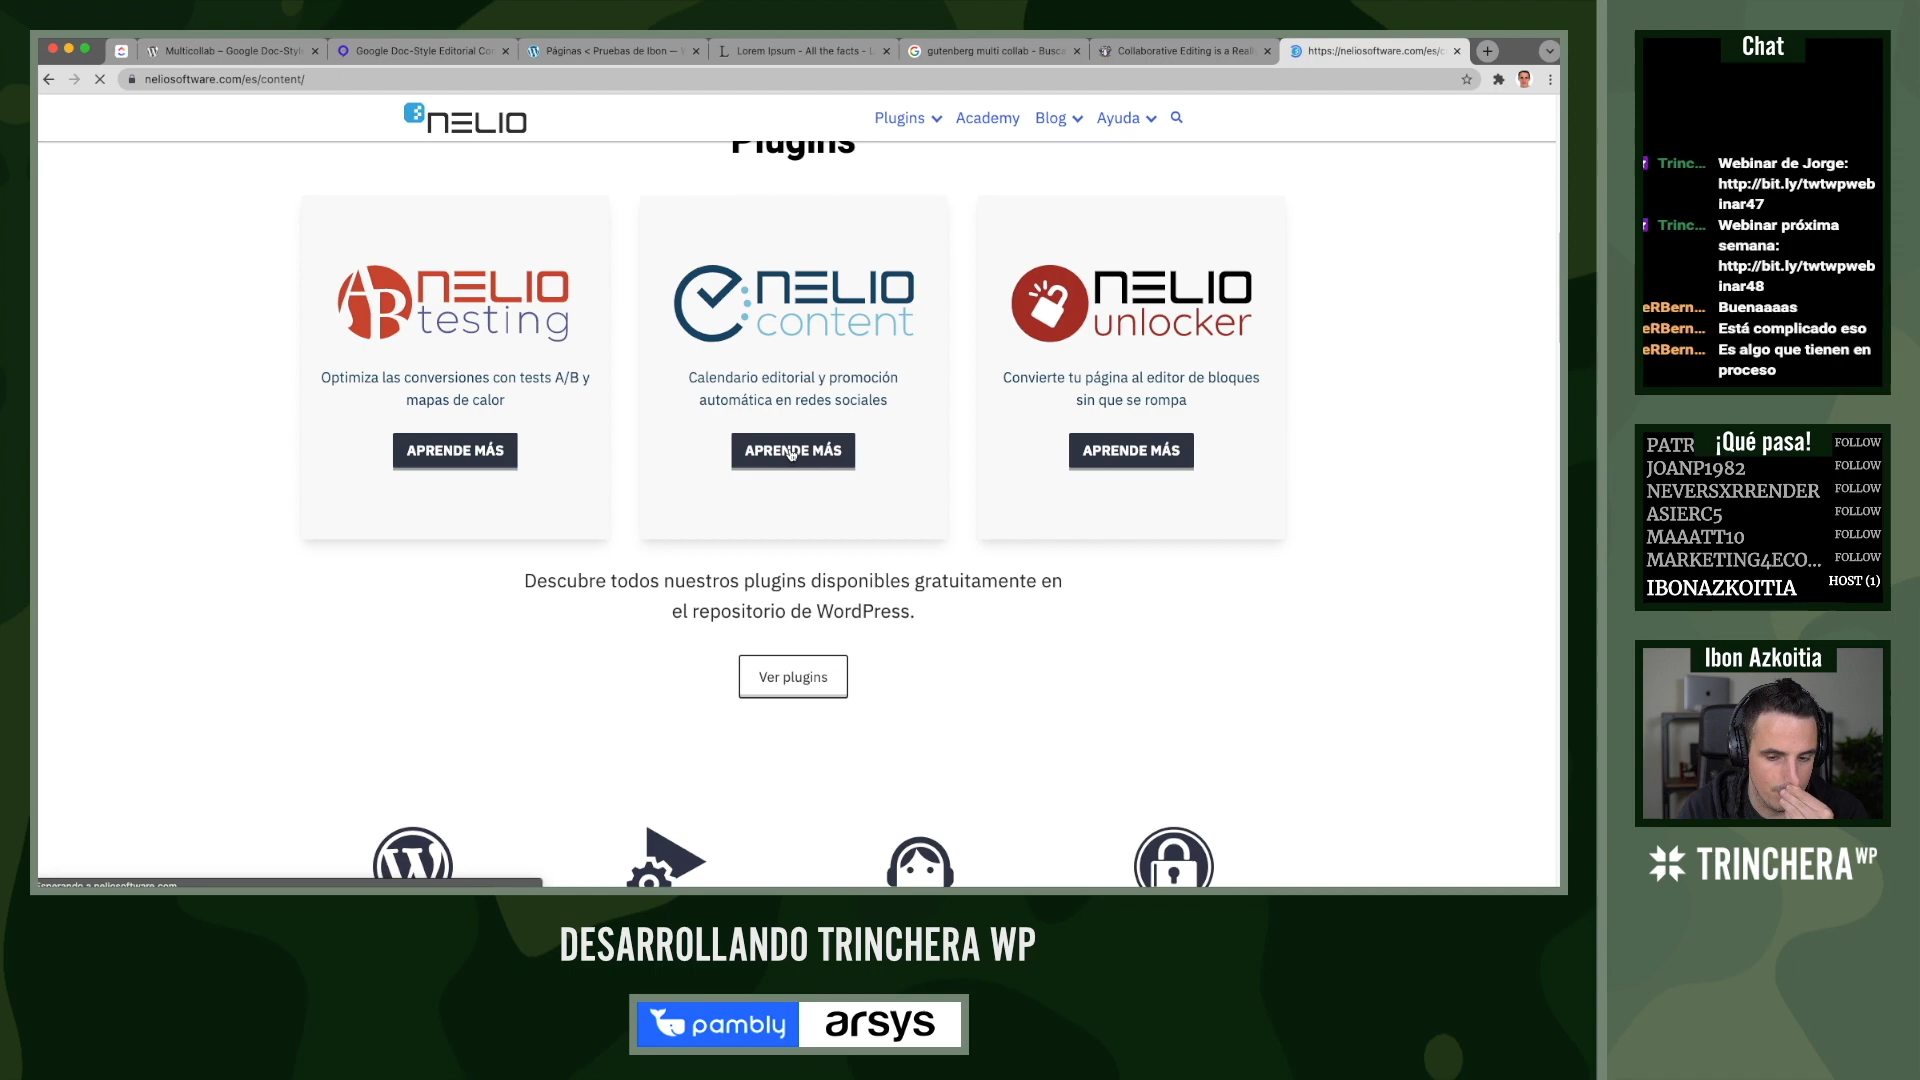 Multicollab – Google Doc-Style
Google Doc-Style Editorial Co
Páginas < Pruebas de Ibon —
Lorem Ipsum - All the facts - L
gutenberg multi collab - Busca
Collaborative Editing is a Real
https://neliosoftware.com/es/c
neliosoftware.com/es/content/
NELIO
Plugins
Academy
Blog
Ayuda
Plugins
AB NELIO
testing
Optimiza las conversiones con tests A/B y
mapas de calor
APRENDE MÁS
NELIO
content
Calendario editorial y promoción
automática en redes sociales
APRENDE MÁS
NELIO
unlocker
Convierte tu página al editor de bloques
sin que se rompa
APRENDE MÁS
Descubre todos nuestros plugins disponibles gratuitamente en
el repositorio de WordPress.
Ver plugins
Esperando a neliosoftware.com
DESARROLLANDO TRINCHERA WP
pambly
arsys
Chat
Trinc... Webinar de Jorge:
http://bit.ly/twtwpweb
inar47
Trinc... Webinar próxima
semana:
http://bit.ly/twtwpweb
inar48
eRBern... Buenaaaas
eRBern... Está complicado eso
eRBern... Es algo que tienen en
proceso
¡Qué pasa!
PATR FOLLOW
JOANP1982 FOLLOW
NEVERSXRRENDER FOLLOW
ASIERC5 FOLLOW
MAAATT10 FOLLOW
MARKETING4ECO... FOLLOW
IBONAZKOITIA HOST (1)
Ibon Azkoitia
TRINCHERA WP